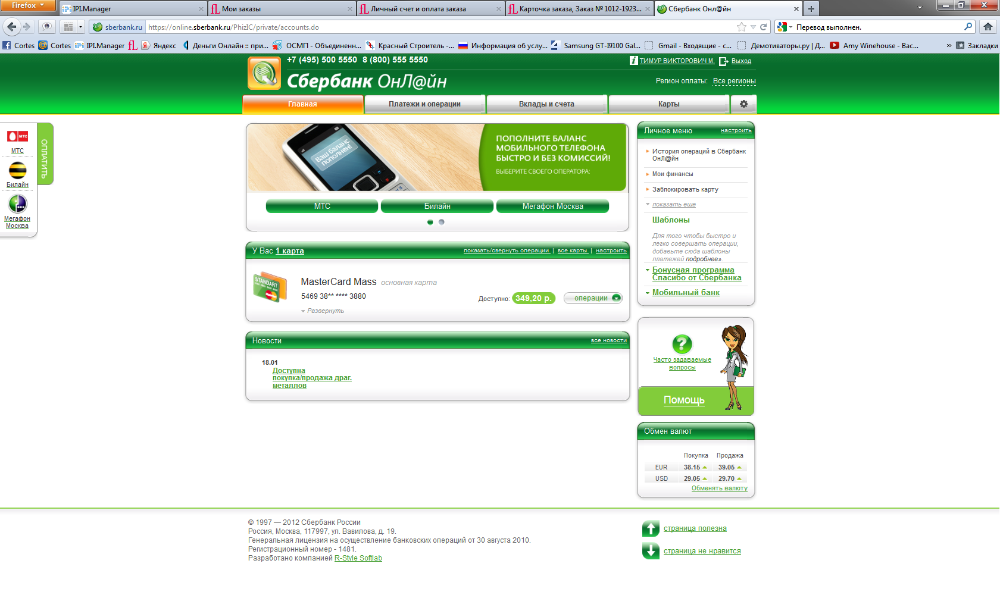 Firefox
IPI.Manager
Мои заказы
Личный счет и оплата заказа
Карточка заказа, Заказ № 1012-1923...
Сбербанк Онл@йн
sberbank.ru
https://online.sberbank.ru/PhizIC/private/accounts.do
Перевод выполнен.
Cortes
Cortes
IPI.Manager
Яндекс
Деньги Онлайн :: при...
ОСМП - Объединенн...
Красный Строитель -...
Информация об услу...
Samsung GT-I9100 Gal...
Gmail - Входящие - c...
Демотиваторы.ру | Д...
Amy Winehouse - Bac...
Закладки
+7 (495) 500 5550 8 (800) 555 5550
ТИМУР ВИКТОРОВИЧ М.
Выход
Сбербанк ОнЛ@йн
Регион оплаты: Все регионы
Главная
Платежи и операции
Вклады и счета
Карты
МТС
МТС
Билайн
Мегафон
Москва
ОПЛАТИТЬ
Ваш баланс
пополнен!
ПОПОЛНИТЕ БАЛАНС
МОБИЛЬНОГО ТЕЛЕФОНА
БЫСТРО И БЕЗ КОМИССИЙ!
ВЫБЕРИТЕ СВОЕГО ОПЕРАТОРА:
МТС
Билайн
Мегафон Москва
У Вас 1 карта
показать/свернуть операции | все карты | настроить
STANDART
MasterCard Mass основная карта
5469 38** **** 3880
Доступно: 349,20 р.
операции
Развернуть
Новости
все новости
18.01
Доступна
покупка/продажа драг.
металлов
Личное меню
настроить
История операций в Сбербанк
ОнЛ@йн
Мои финансы
Заблокировать карту
показать еще
Шаблоны
Для того чтобы быстро и
легко совершать операции,
добавьте сюда шаблоны
платежей подробнее».
Бонусная программа
Спасибо от Сбербанка
Мобильный банк
Часто задаваемые
вопросы
Помощь
Обмен валют
Покупка Продажа
EUR 38.15 39.05
USD 29.05 29.70
Обменять валюту
© 1997 — 2012 Сбербанк России
Россия, Москва, 117997, ул. Вавилова, д. 19.
Генеральная лицензия на осуществление банковских операций от 30 августа 2010.
Регистрационный номер - 1481.
Разработано компанией R-Style Softlab
страница полезна
страница не нравится